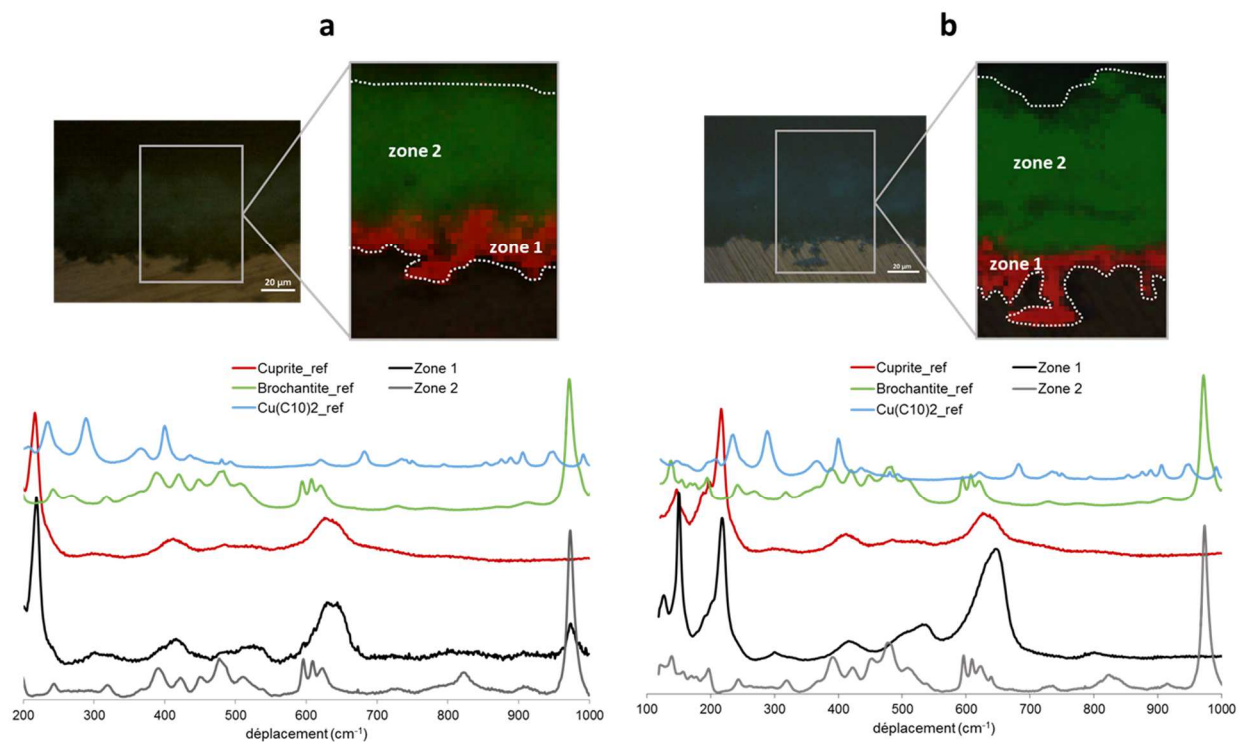 a
zone 2
zone 1
20 µm
Cuprite_ref
Zone 1
Brochantite_ref
Zone 2
Cu(C10)2_ref
200 300 400 500 600 700 800 900 1000
déplacement (cm⁻¹)
b
zone 2
zone 1
20 µm
Cuprite_ref
Zone 1
Brochantite_ref
Zone 2
Cu(C10)2_ref
100 200 300 400 500 600 700 800 900 1000
déplacement (cm⁻¹)